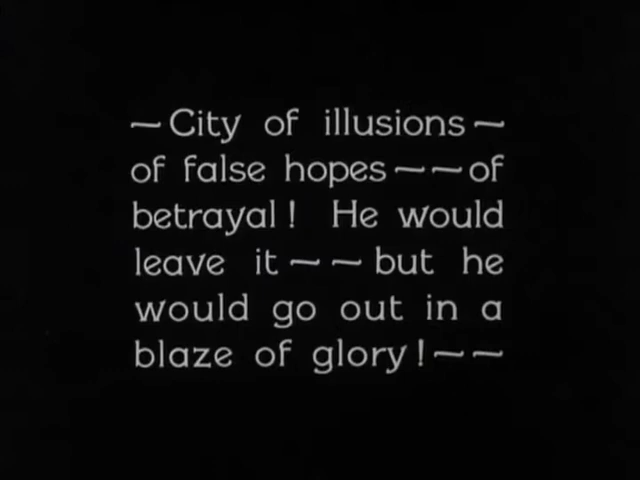 — City of illusions —
of false hopes — — of
betrayal! He would
leave it — — but he
would go out in a
blaze of glory! — —